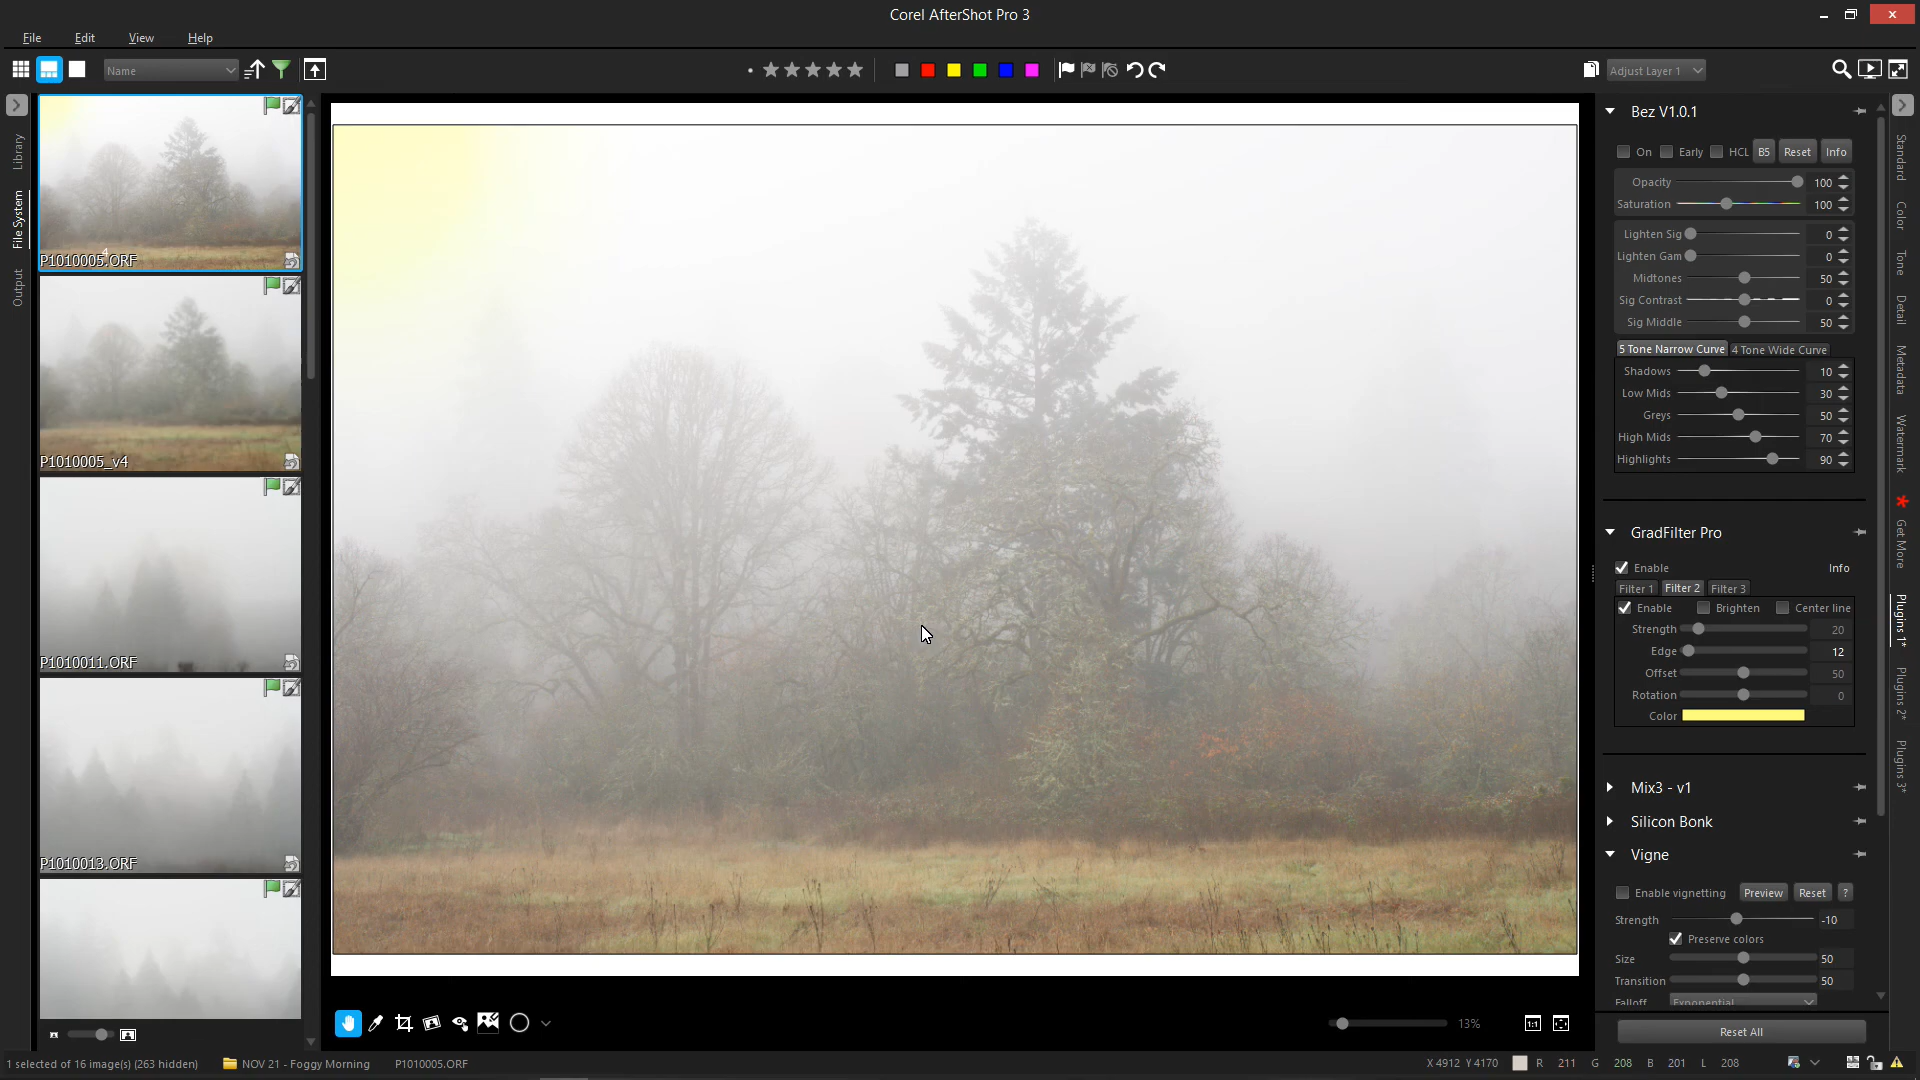 Corel AfterShot Pro 3
File Edit View Help
Name
Adjust Layer 1
Library
File System
Output
P1010005.ORF
4
P1010005_v4
P1010011.ORF
P1010013.ORF
Bez V1.0.1
On Early HCL B5 Reset Info
Opacity 100
Saturation 100
Lighten Sig 0
Lighten Gam 0
Midtones 50
Sig Contrast 0
Sig Middle 50
5 Tone Narrow Curve 4 Tone Wide Curve
Shadows 10
Low Mids 30
Greys 50
High Mids 70
Highlights 90
GradFilter Pro
Enable Info
Filter 1 Filter 2 Filter 3
Enable Brighten Center line
Strength 20
Edge 12
Offset 50
Rotation 0
Color
Mix3 - v1
Silicon Bonk
Vigne
Enable vignetting Preview Reset ?
Strength -10
Preserve colors
Size 50
Transition 50
Falloff Exponential
Reset All
Standard
Color
Tone
Detail
Metadata
Watermark
Get More
Plugins 1*
Plugins 2*
Plugins 3*
13% 1:1
1 selected of 16 image(s) (263 hidden) NOV 21 - Foggy Morning P1010005.ORF X 4912 Y 4170 R 211 G 208 B 201 L 208